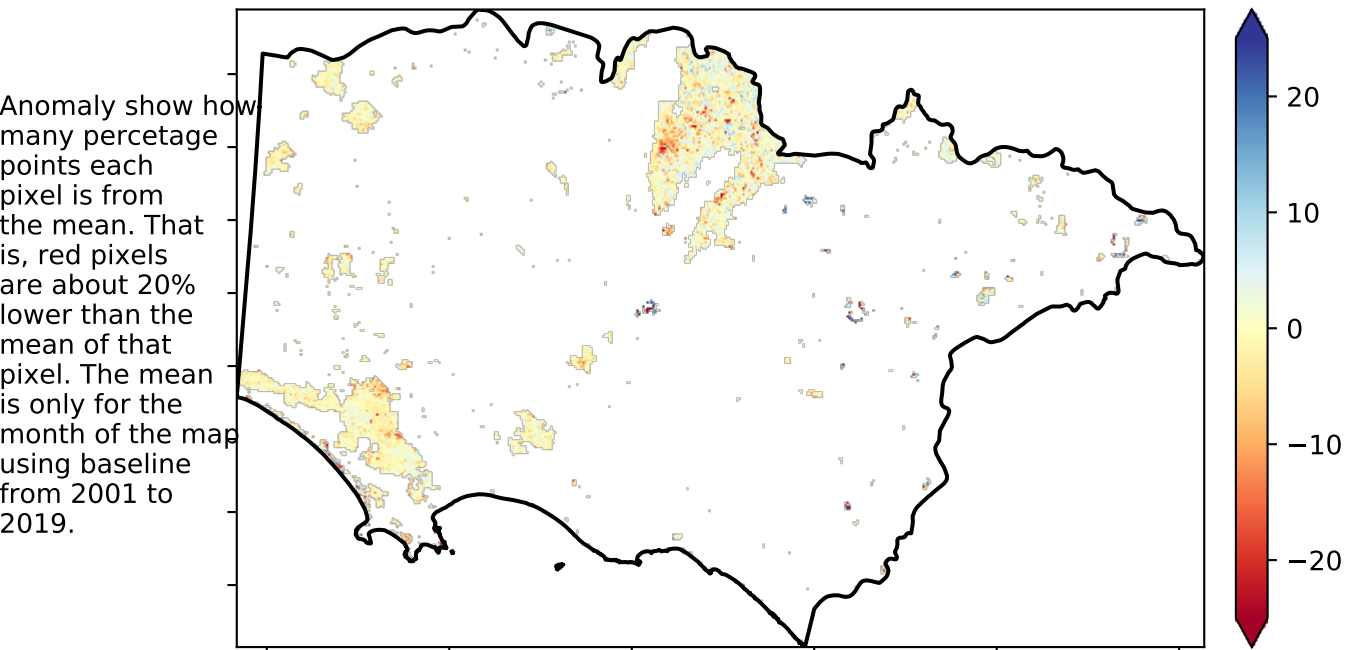 Anomaly show how
many percetage
points each
pixel is from
the mean. That
is, red pixels
are about 20%
lower than the
mean of that
pixel. The mean
is only for the
month of the map
using baseline
from 2001 to
2019.
20
10
0
−10
−20